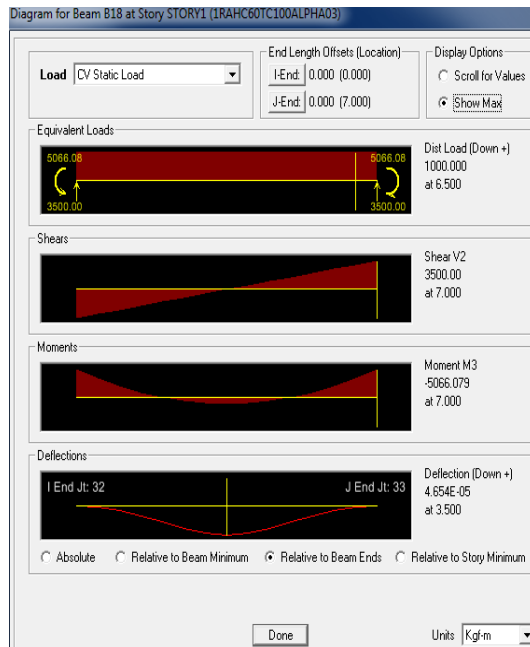 Diagram for Beam B18 at Story STORY1 (1RAHC60TC100ALPHA03)
Load CV Static Load
End Length Offsets (Location)
I-End: 0.000 (0.000)
J-End: 0.000 (7.000)
Display Options
Scroll for Values
Show Max
Equivalent Loads
5066.08 5066.08
3500.00 3500.00
Dist Load (Down +)
1000.000
at 6.500
Shears
Shear V2
3500.00
at 7.000
Moments
Moment M3
-5066.079
at 7.000
Deflections
I End Jt: 32 J End Jt: 33
Deflection (Down +)
4.654E-05
at 3.500
Absolute Relative to Beam Minimum Relative to Beam Ends Relative to Story Minimum
Done Units Kgf-m